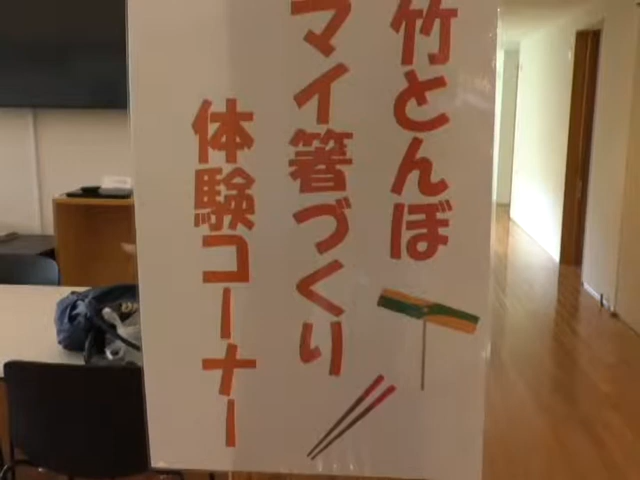 竹とんぼ
マイ箸づくり
体験コーナー